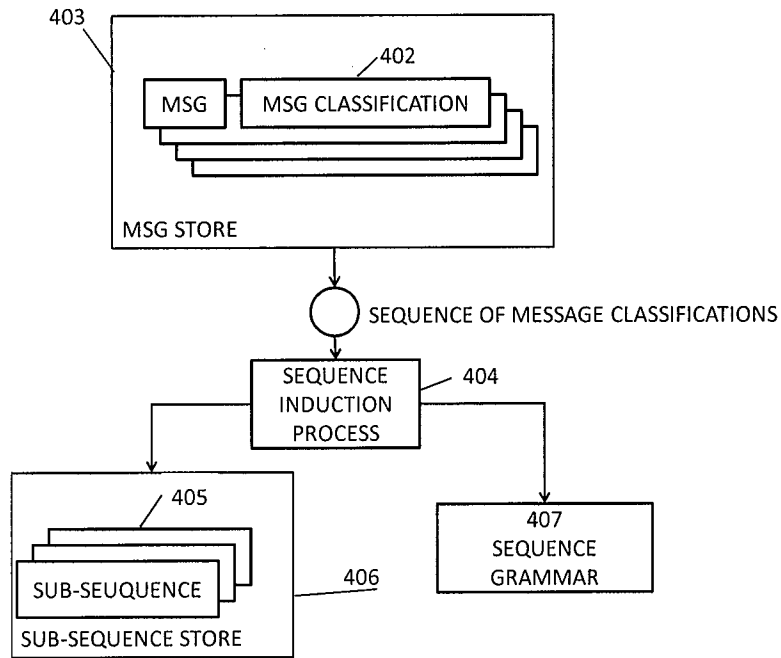 403
402
MSG
MSG CLASSIFICATION
MSG STORE
SEQUENCE OF MESSAGE CLASSIFICATIONS
SEQUENCE
INDUCTION
PROCESS
404
405
SUB-SEUQUENCE
SUB-SEQUENCE STORE
406
407
SEQUENCE
GRAMMAR